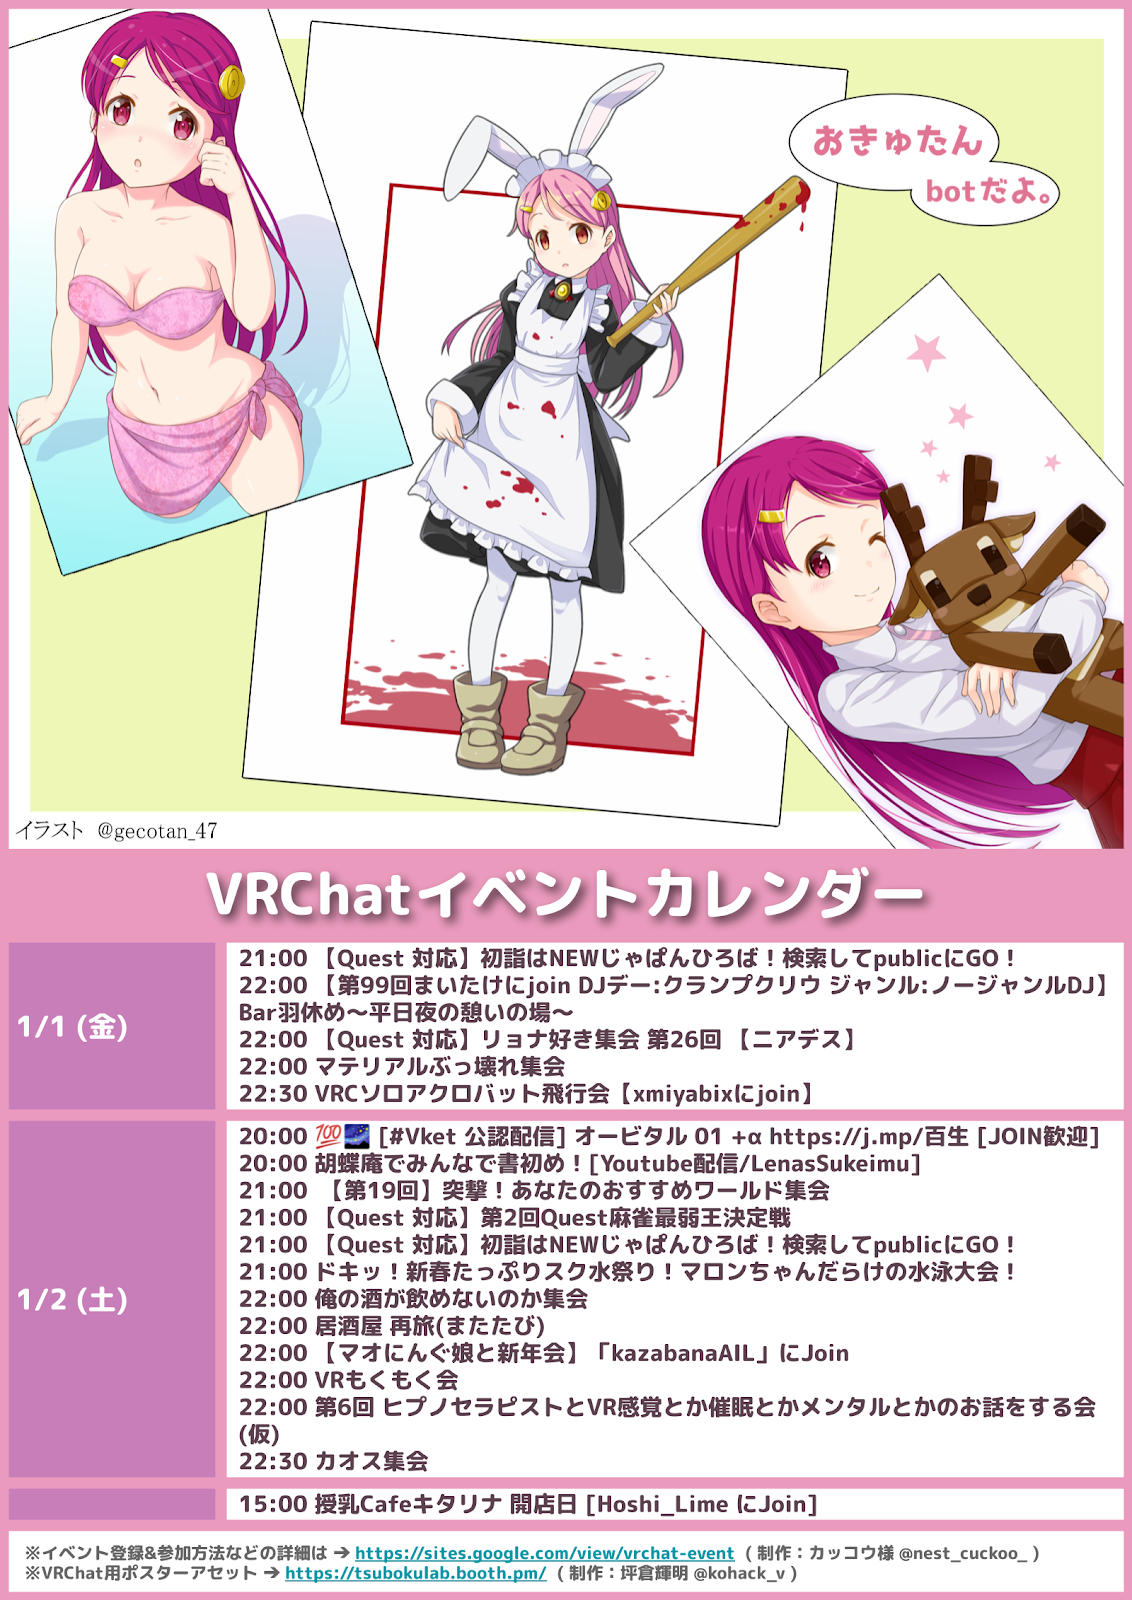 おきゅたん
botだよ。
イラスト @gecotan_47
VRChatイベントカレンダー
1/1 (金)
21:00 【Quest 対応】初詣はNEWじゃぱんひろば！検索してpublicにGO！
22:00 【第99回まいたけにjoin DJデー:クランプクリウ ジャンル:ノージャンルDJ】
Bar羽休め～平日夜の憩いの場～
22:00 【Quest 対応】リョナ好き集会 第26回 【ニアデス】
22:00 マテリアルぶっ壊れ集会
22:30 VRCソロアクロバット飛行会【xmiyabixにjoin】
1/2 (土)
20:00 💯🌌 [#Vket 公認配信] オービタル 01 +α https://j.mp/百生 [JOIN歓迎]
20:00 胡蝶庵でみんなで書初め！[Youtube配信/LenasSukeimu]
21:00 【第19回】突撃！あなたのおすすめワールド集会
21:00 【Quest 対応】第2回Quest麻雀最弱王決定戦
21:00 【Quest 対応】初詣はNEWじゃぱんひろば！検索してpublicにGO！
21:00 ドキッ！新春たっぷりスク水祭り！マロンちゃんだらけの水泳大会！
22:00 俺の酒が飲めないのか集会
22:00 居酒屋 再旅(またたび)
22:00 【マオにんぐ娘と新年会】「kazabanaAIL」にJoin
22:00 VRもくもく会
22:00 第6回 ヒプノセラピストとVR感覚とか催眠とかメンタルとかのお話をする会
(仮)
22:30 カオス集会
15:00 授乳Cafeキタリナ 開店日 [Hoshi_Lime にJoin]
※イベント登録&参加方法などの詳細は ➔ https://sites.google.com/view/vrchat-event ( 制作：カッコウ様 @nest_cuckoo_ )
※VRChat用ポスターアセット ➔ https://tsubokulab.booth.pm/ ( 制作：坪倉輝明 @kohack_v )